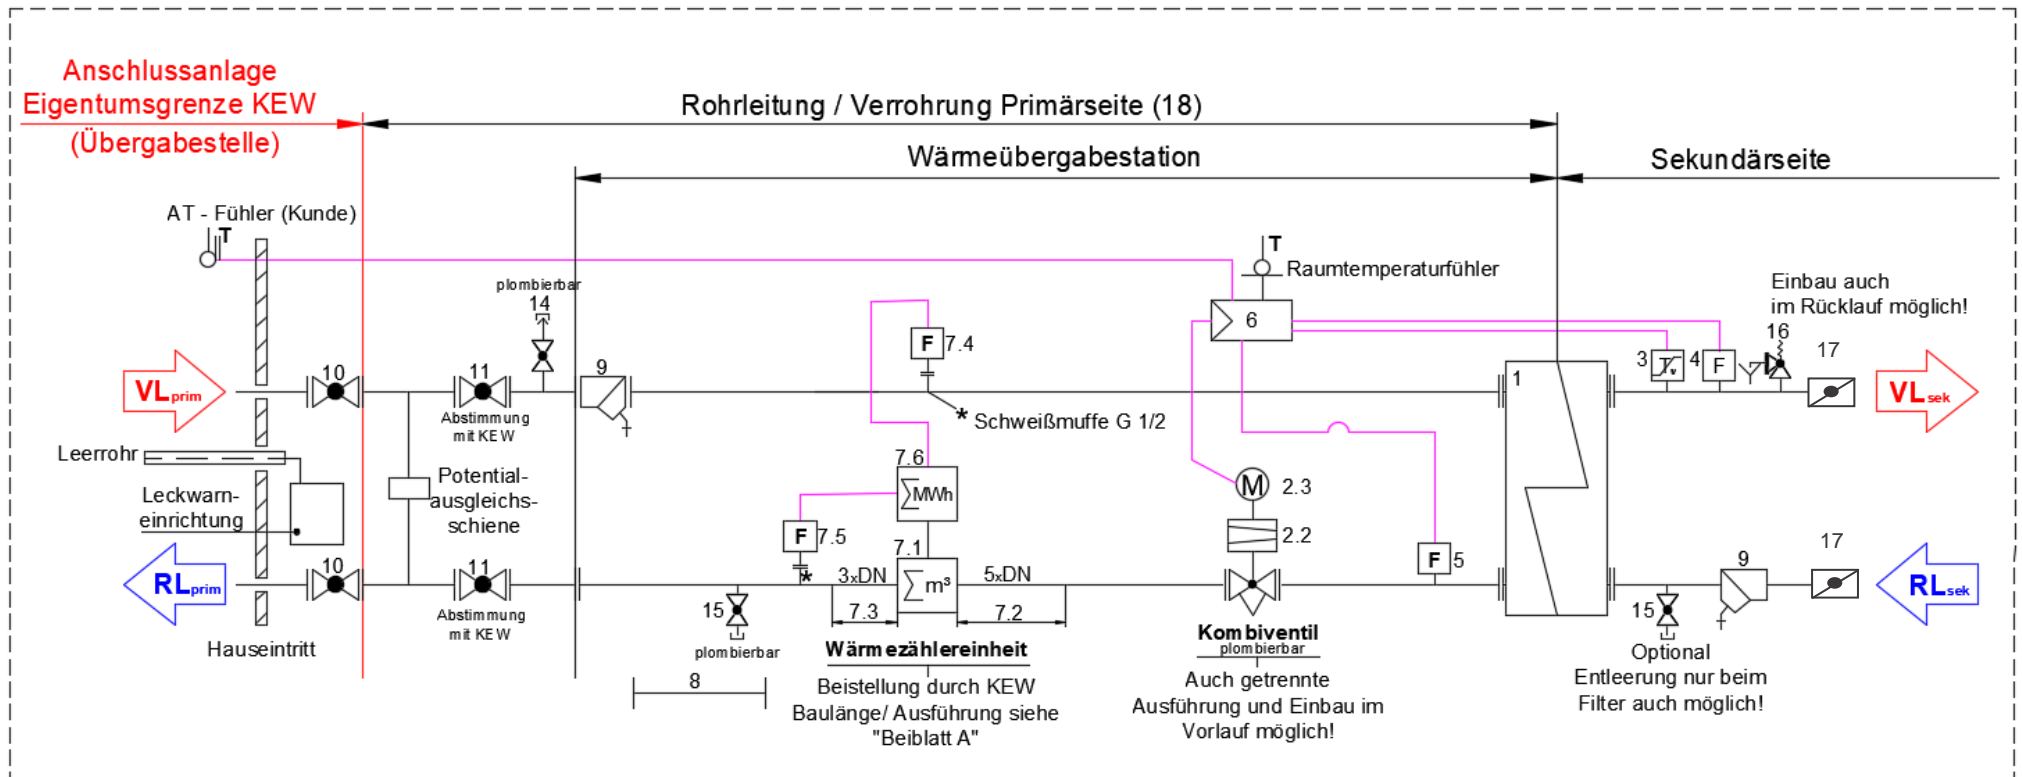 Anschlussanlage
Eigentumsgrenze KEW
(Übergabestelle)
Rohrleitung / Verrohrung Primärseite (18)
Wärmeübergabestation
Sekundärseite
AT - Fühler (Kunde)
T
T
Raumtemperaturfühler
plombierbar
14
6
Einbau auch
im Rücklauf möglich!
16
F
7.4
3
Tv
4
F
17
10
11
9
1
VLprim
VLsek
Abstimmung
mit KEW
* Schweißmuffe G 1/2
Leerrohr
Potential-
ausgleichs-
schiene
7.6
∑MWh
M
2.3
Leckwarn-
einrichtung
F
7.5
2.2
7.1
F
5
9
17
10
11
*
3xDN
∑m³
5xDN
RLprim
RLsek
7.3
7.2
15
15
Abstimmung
mit KEW
Hauseintritt
plombierbar
Wärmezählereinheit
Kombiventil
plombierbar
Optional
Entleerung nur beim
Filter auch möglich!
8
Beistellung durch KEW
Baulänge/ Ausführung siehe
"Beiblatt A"
Auch getrennte
Ausführung und Einbau im
Vorlauf möglich!